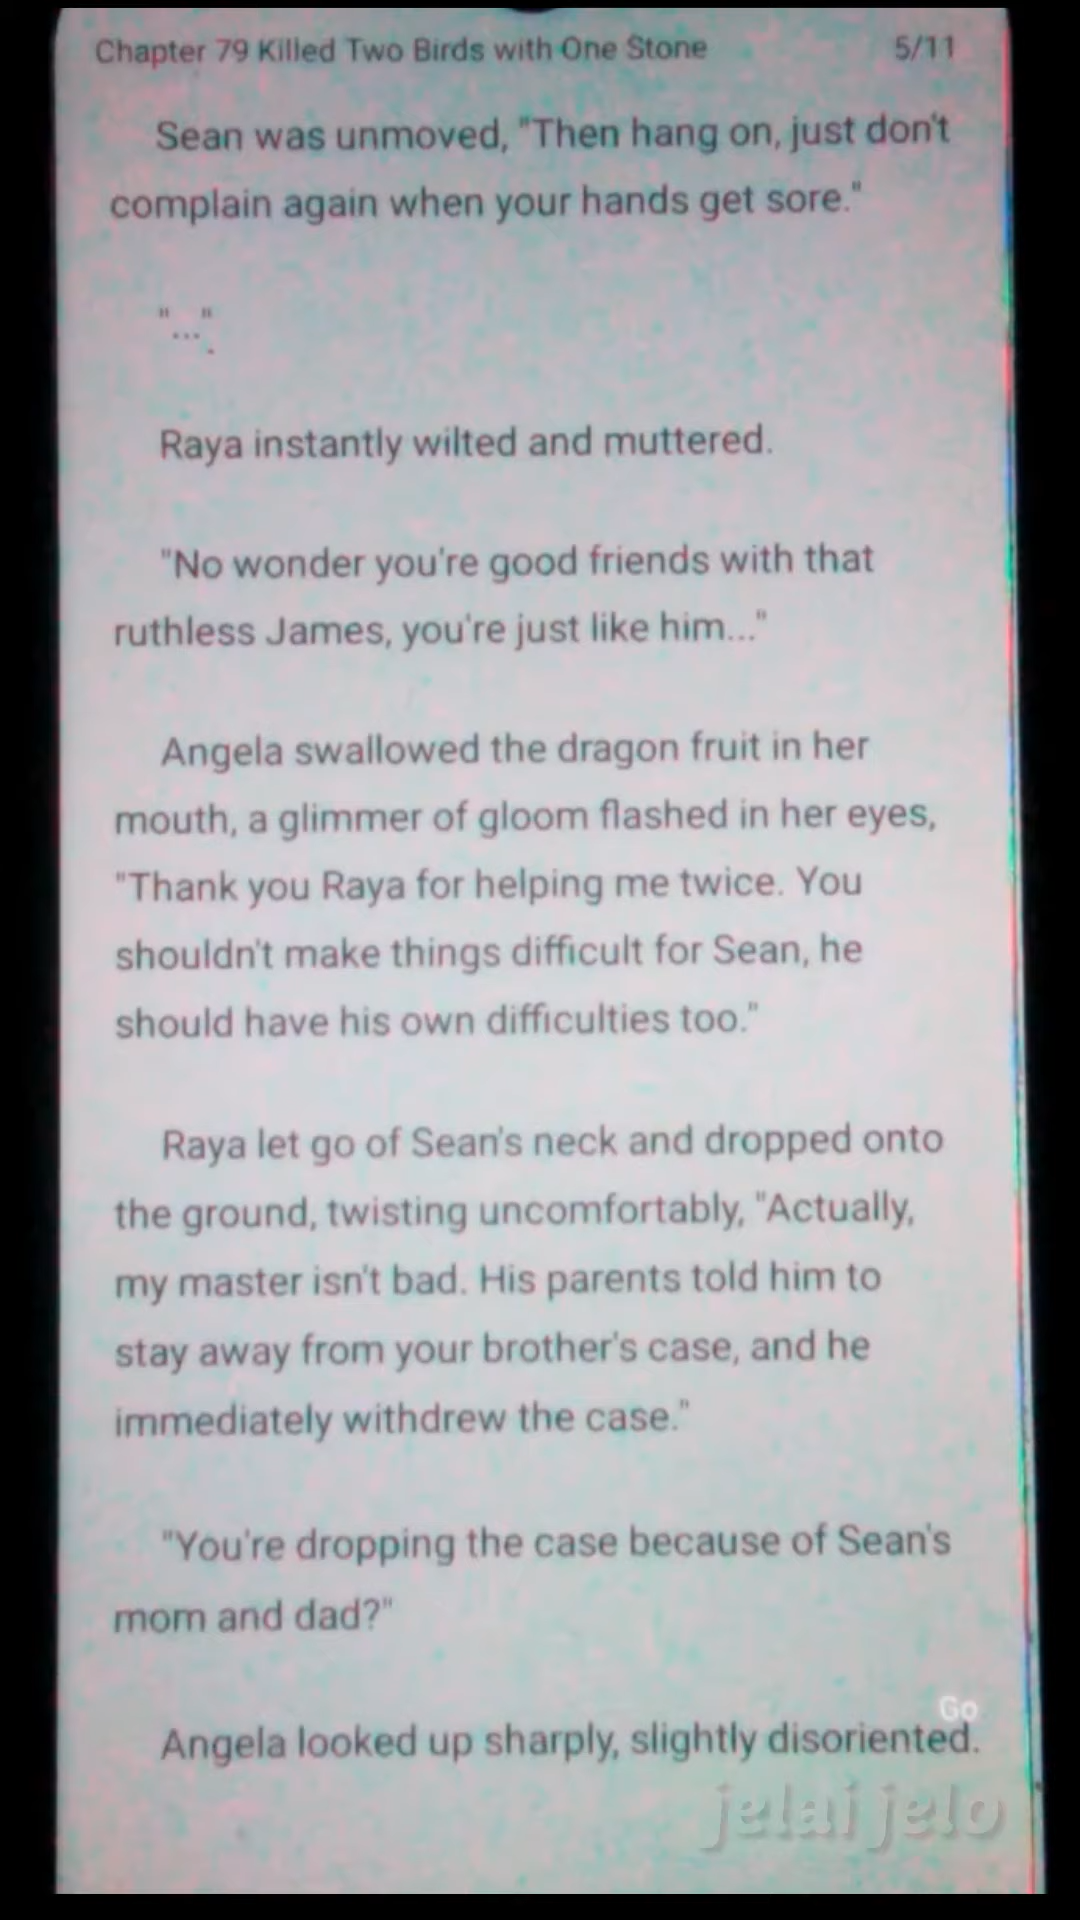 Chapter 79 Killed Two Birds with One Stone 5/11
Sean was unmoved, "Then hang on, just don't
complain again when your hands get sore."
"..."
Raya instantly wilted and muttered.
"No wonder you're good friends with that
ruthless James, you're just like him..."
Angela swallowed the dragon fruit in her
mouth, a glimmer of gloom flashed in her eyes,
"Thank you Raya for helping me twice. You
shouldn't make things difficult for Sean, he
should have his own difficulties too."
Raya let go of Sean's neck and dropped onto
the ground, twisting uncomfortably, "Actually,
my master isn't bad. His parents told him to
stay away from your brother's case, and he
immediately withdrew the case."
"You're dropping the case because of Sean's
mom and dad?"
Go
Angela looked up sharply, slightly disoriented.
jelai jelo